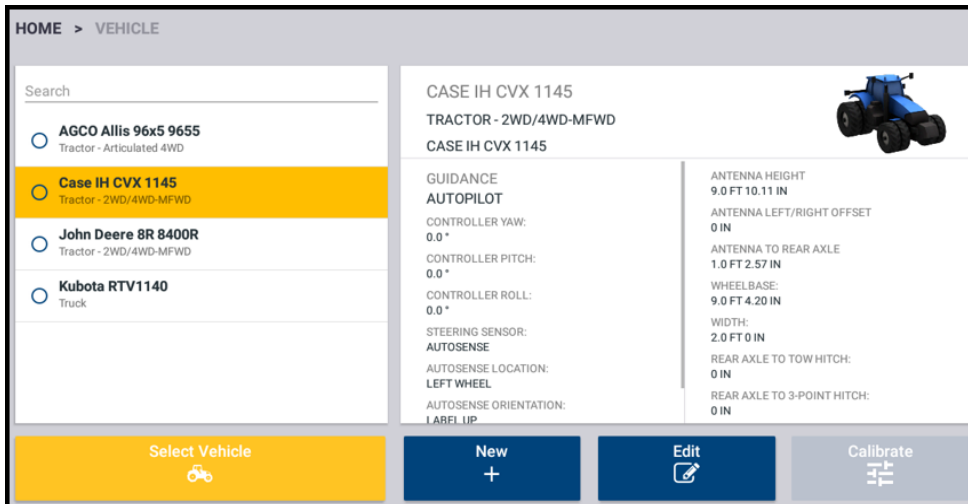 HOME > VEHICLE
Search
AGCO Allis 96x5 9655
Tractor - Articulated 4WD
Case IH CVX 1145
Tractor - 2WD/4WD-MFWD
John Deere 8R 8400R
Tractor - 2WD/4WD-MFWD
Kubota RTV1140
Truck
Select Vehicle
CASE IH CVX 1145
TRACTOR - 2WD/4WD-MFWD
CASE IH CVX 1145
GUIDANCE
AUTOPILOT
CONTROLLER YAW:
0.0 °
CONTROLLER PITCH:
0.0 °
CONTROLLER ROLL:
0.0 °
STEERING SENSOR:
AUTOSENSE
AUTOSENSE LOCATION:
LEFT WHEEL
AUTOSENSE ORIENTATION:
LABEL UP
ANTENNA HEIGHT
9.0 FT 10.11 IN
ANTENNA LEFT/RIGHT OFFSET
0 IN
ANTENNA TO REAR AXLE
1.0 FT 2.57 IN
WHEELBASE:
9.0 FT 4.20 IN
WIDTH:
2.0 FT 0 IN
REAR AXLE TO TOW HITCH:
0 IN
REAR AXLE TO 3-POINT HITCH:
0 IN
New
Edit
Calibrate